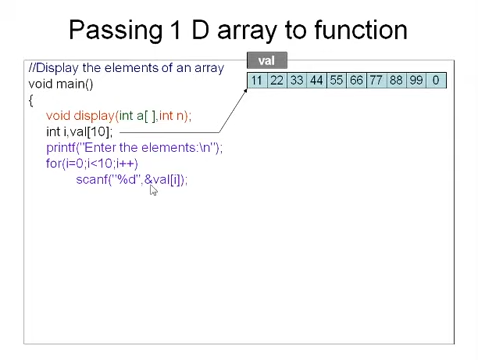 Passing 1 D array to function
//Display the elements of an array
val
void main()
11 22 33 44 55 66 77 88 99 0
{
void display(int a[ ],int n);
int i,val[10];
printf("Enter the elements:\n");
for(i=0;i<10;i++)
scanf("%d",&val[i]);